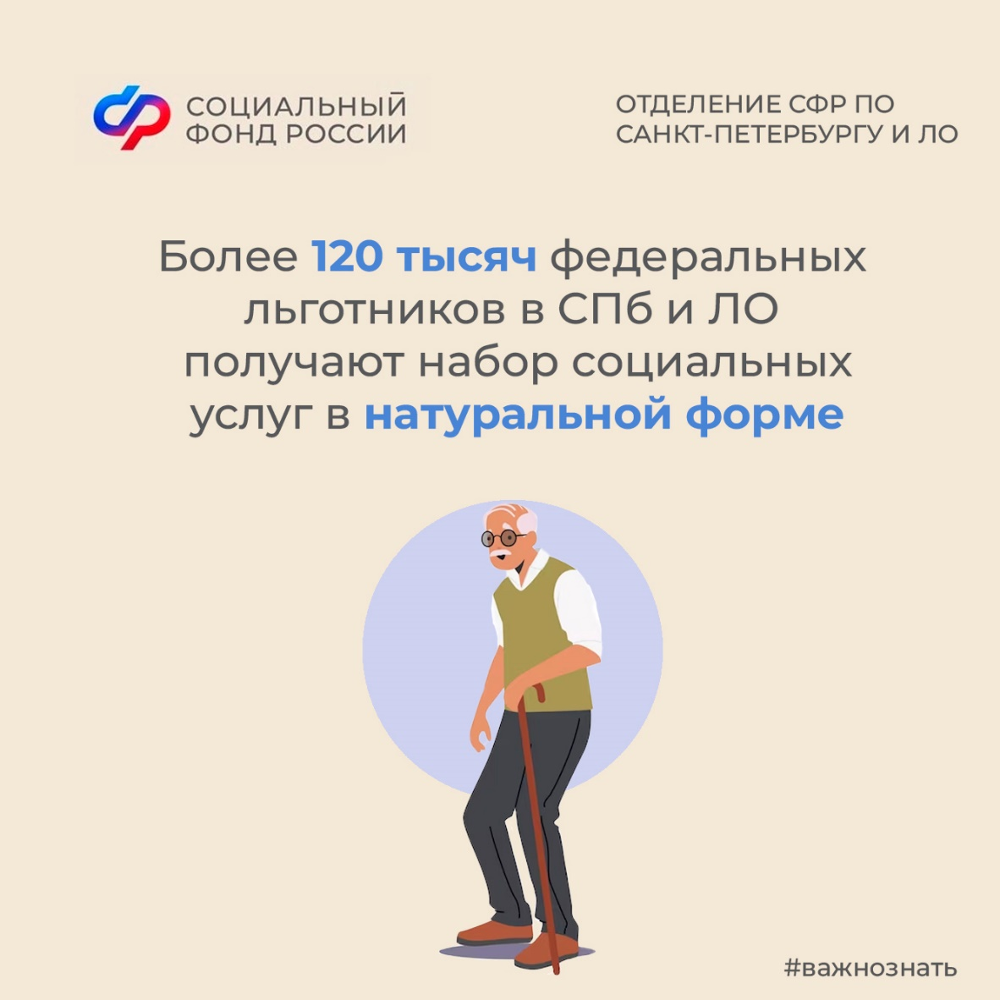 СОЦИАЛЬНЫЙ
ФОНД РОССИИ
ОТДЕЛЕНИЕ СФР ПО
САНКТ-ПЕТЕРБУРГУ И ЛО
Более 120 тысяч федеральных
льготников в СПб и ЛО
получают набор социальных
услуг в натуральной форме
#важнознать